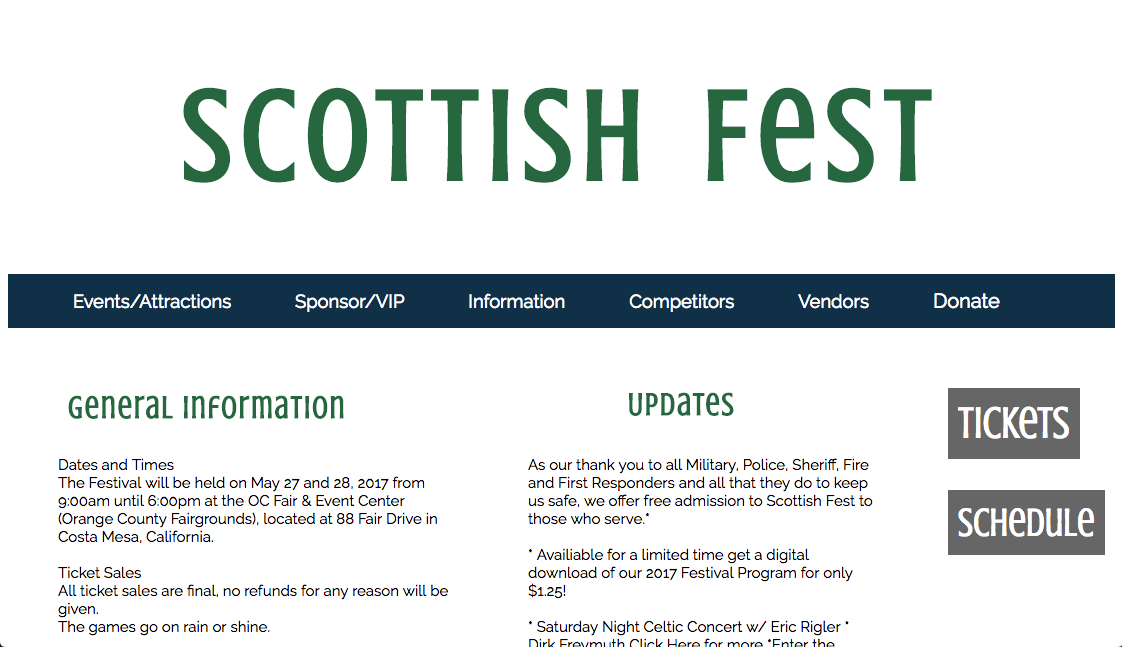 SCOTTISH FeST
Events/Attractions Sponsor/VIP Information Competitors Vendors Donate
General Information
Dates and Times
The Festival will be held on May 27 and 28, 2017 from
9:00am until 6:00pm at the OC Fair & Event Center
(Orange County Fairgrounds), located at 88 Fair Drive in
Costa Mesa, California.
Ticket Sales
All ticket sales are final, no refunds for any reason will be
given.
The games go on rain or shine.
Updates
As our thank you to all Military, Police, Sheriff, Fire
and First Responders and all that they do to keep
us safe, we offer free admission to Scottish Fest to
those who serve.*
* Availiable for a limited time get a digital
download of our 2017 Festival Program for only
$1.25!
* Saturday Night Celtic Concert w/ Eric Rigler *
Dirk Freymuth Click Here for more *Enter the
Tickets
Schedule